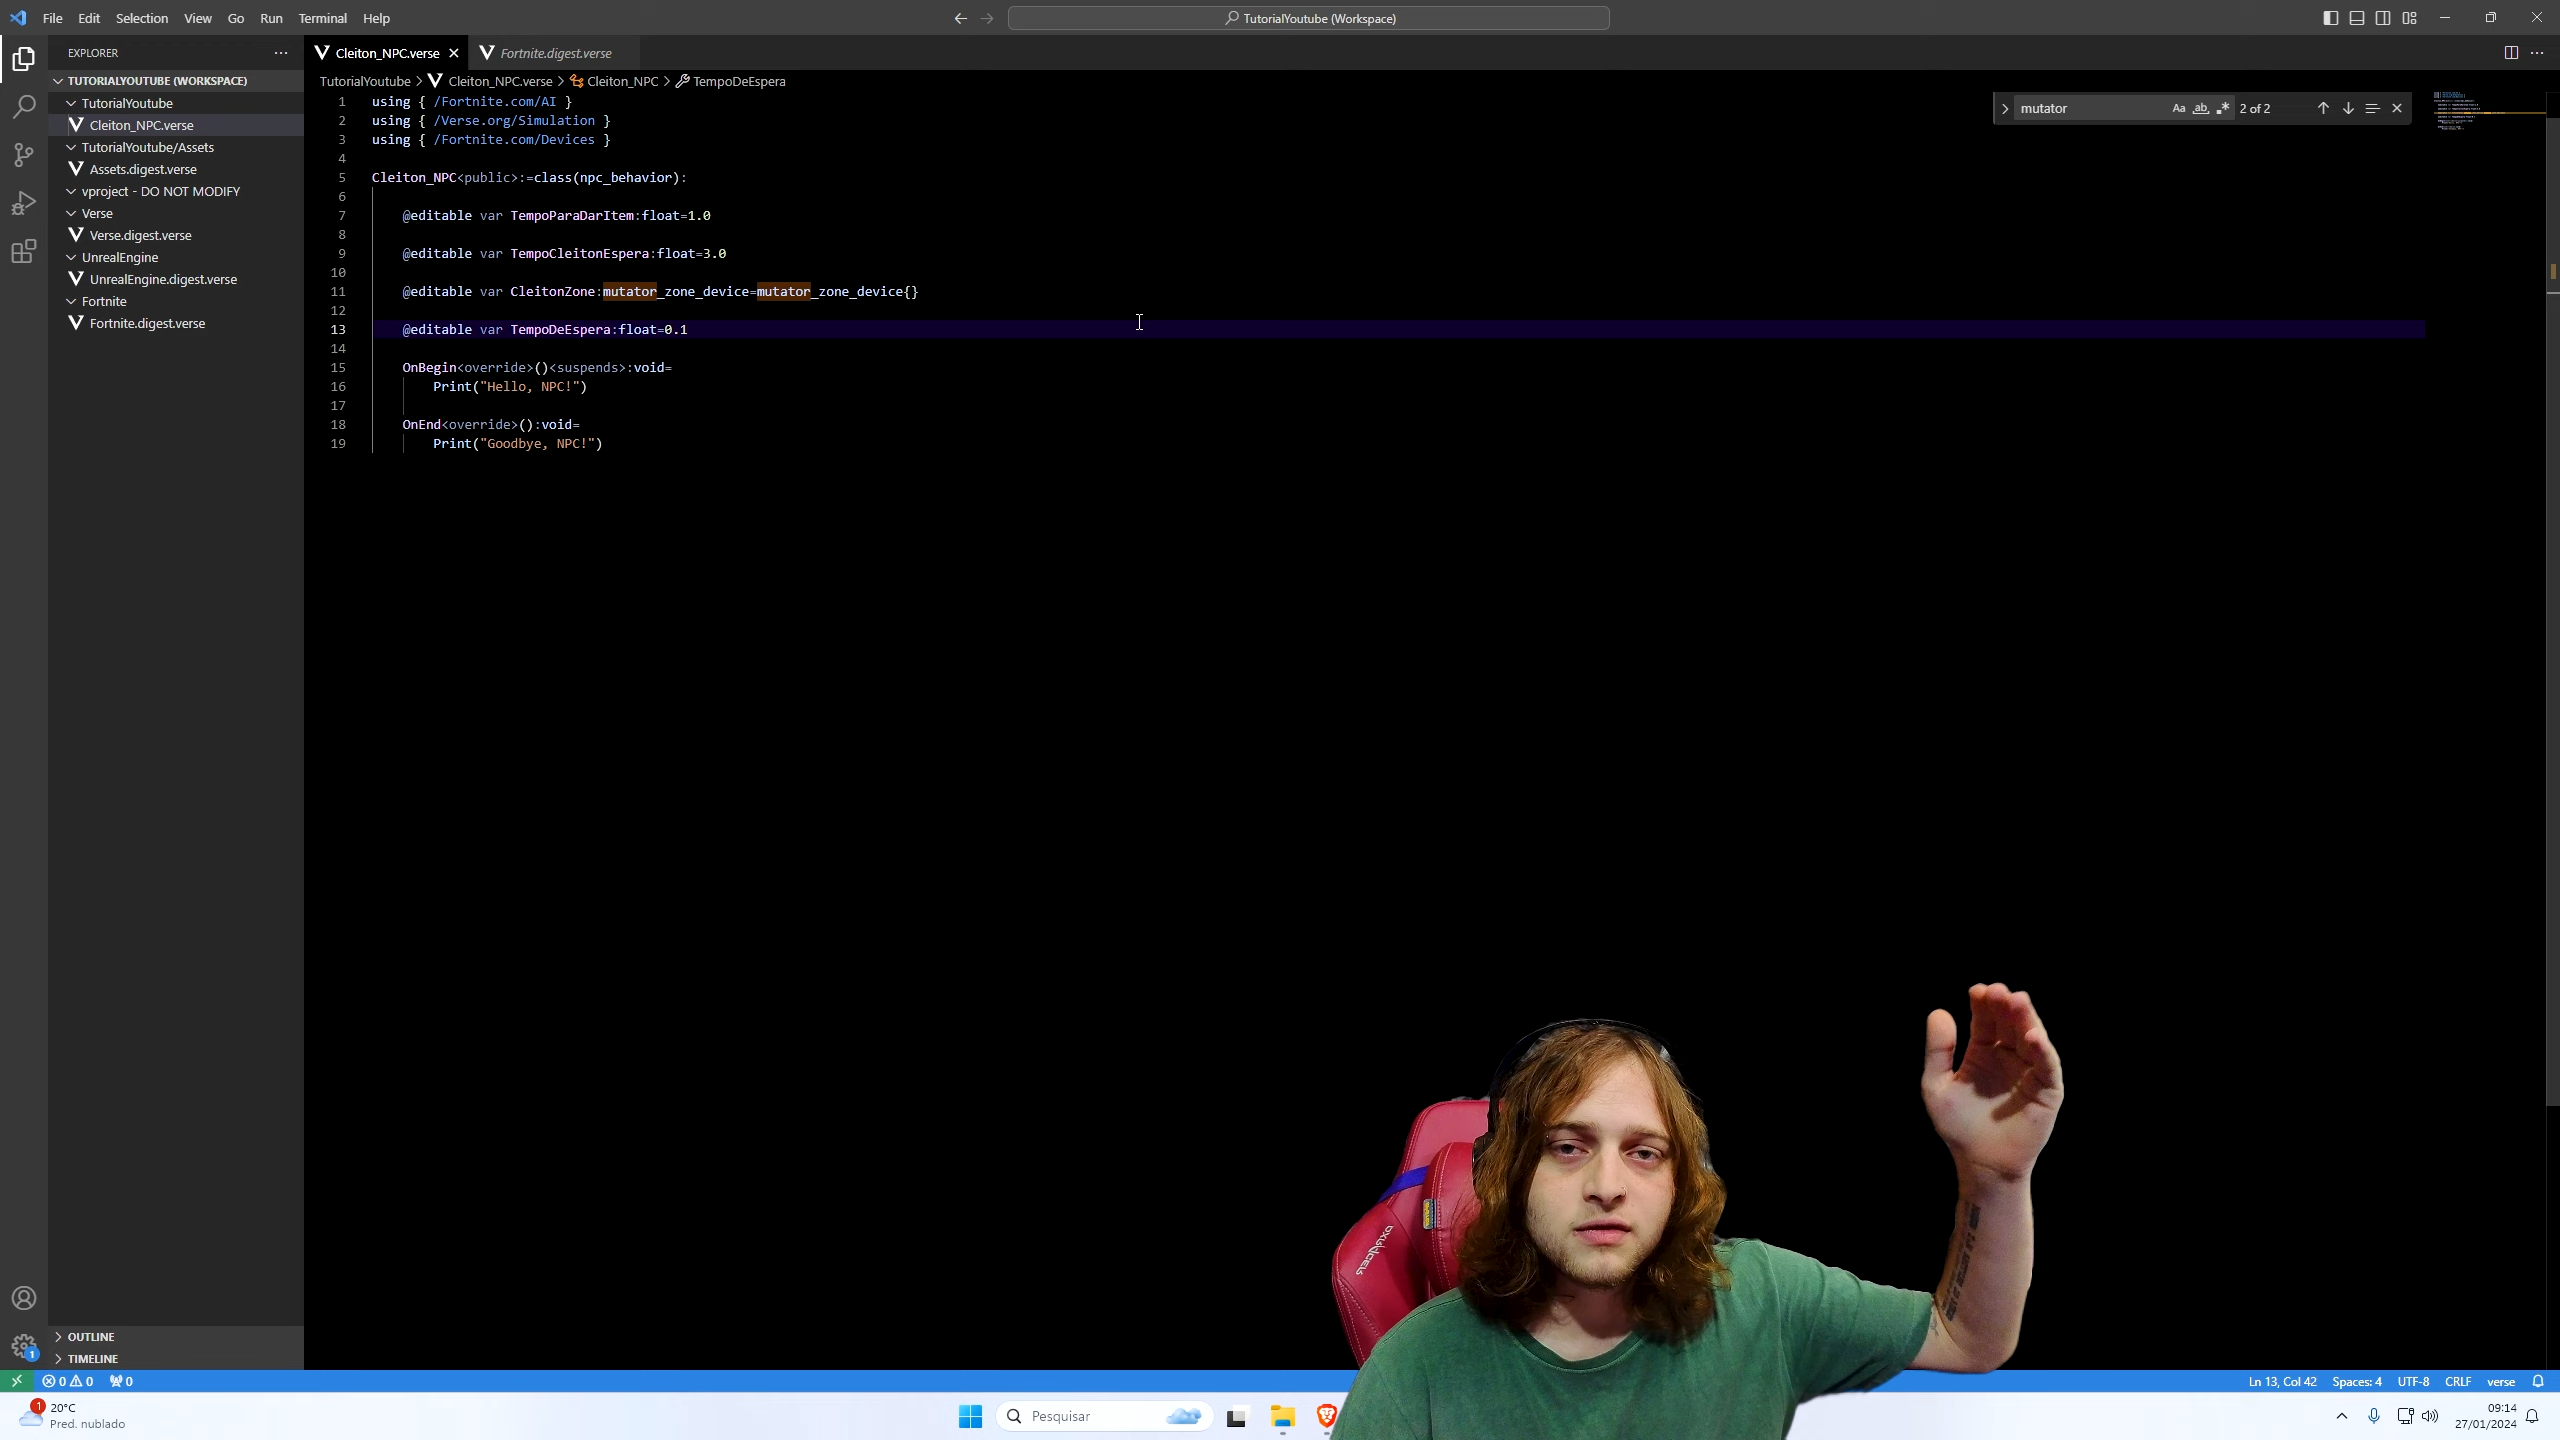 File Edit Selection View Go Run Terminal Help
TutorialYoutube (Workspace)
EXPLORER
Cleiton_NPC.verse
Fortnite.digest.verse
TUTORIALYOUTUBE (WORKSPACE)
TutorialYoutube
Cleiton_NPC.verse
TutorialYoutube/Assets
Assets.digest.verse
vproject - DO NOT MODIFY
Verse
Verse.digest.verse
UnrealEngine
UnrealEngine.digest.verse
Fortnite
Fortnite.digest.verse
OUTLINE
TIMELINE
TutorialYoutube > Cleiton_NPC.verse > Cleiton_NPC > TempoDeEspera
mutator Aa ab .* 2 of 2
1 using { /Fortnite.com/AI }
2 using { /Verse.org/Simulation }
3 using { /Fortnite.com/Devices }
4
5 Cleiton_NPC<public>:=class(npc_behavior):
6
7 @editable var TempoParaDarItem:float=1.0
8
9 @editable var TempoCleitonEspera:float=3.0
10
11 @editable var CleitonZone:mutator_zone_device=mutator_zone_device{}
12
13 @editable var TempoDeEspera:float=0.1
14
15 OnBegin<override>()<suspends>:void=
16 Print("Hello, NPC!")
17
18 OnEnd<override>():void=
19 Print("Goodbye, NPC!")
DXRACER
1
0 0 0
Ln 13, Col 42 Spaces: 4 UTF-8 CRLF verse
1
20°C
Pred. nublado
Pesquisar
09:14
27/01/2024